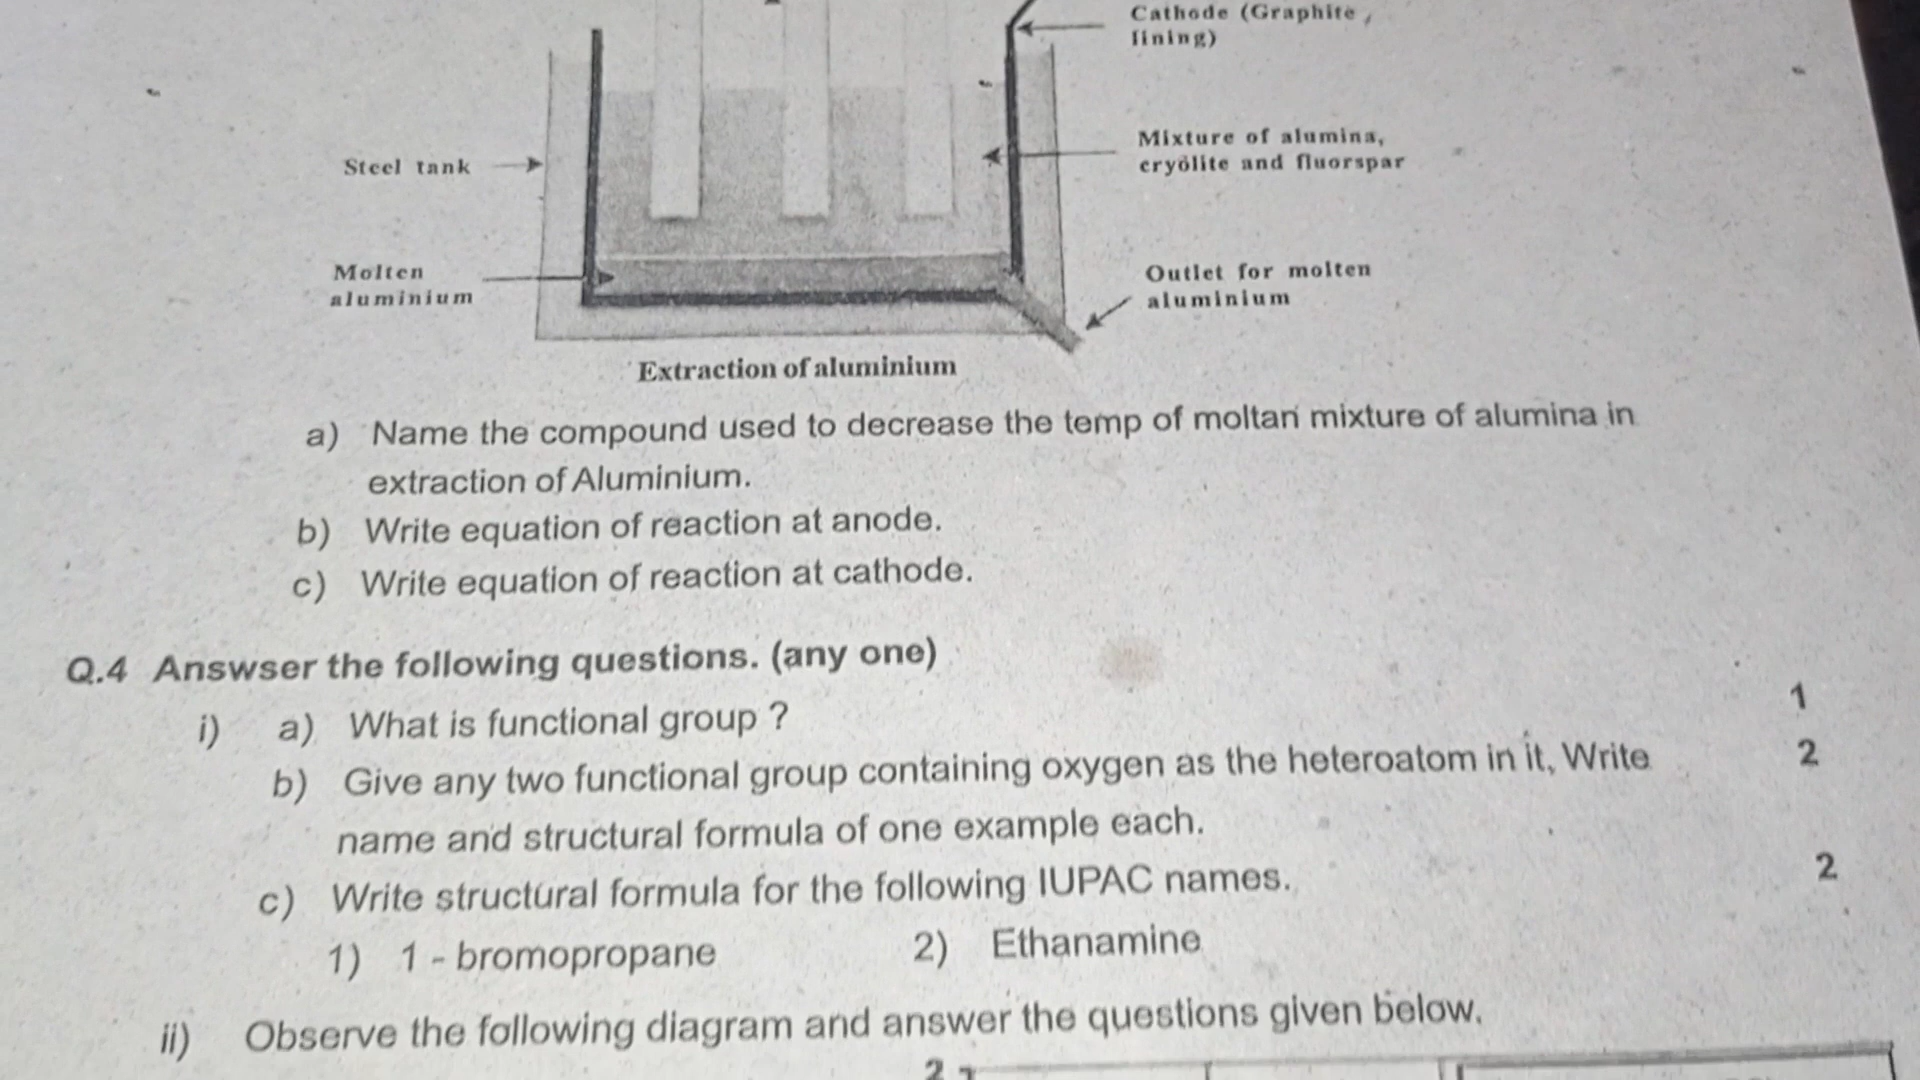 Cathode (Graphite,
lining)
Mixture of alumina,
cryolite and fluorspar
Steel tank
Molten
aluminium
Outlet for molten
aluminium
Extraction of aluminium
a) Name the compound used to decrease the temp of moltan mixture of alumina in
extraction of Aluminium.
b) Write equation of reaction at anode.
c) Write equation of reaction at cathode.
Q.4 Answser the following questions. (any one)
i) a) What is functional group ? 1
b) Give any two functional group containing oxygen as the heteroatom in it, Write 2
name and structural formula of one example each.
c) Write structural formula for the following IUPAC names. 2
1) 1 - bromopropane 2) Ethanamine
ii) Observe the following diagram and answer the questions given below.